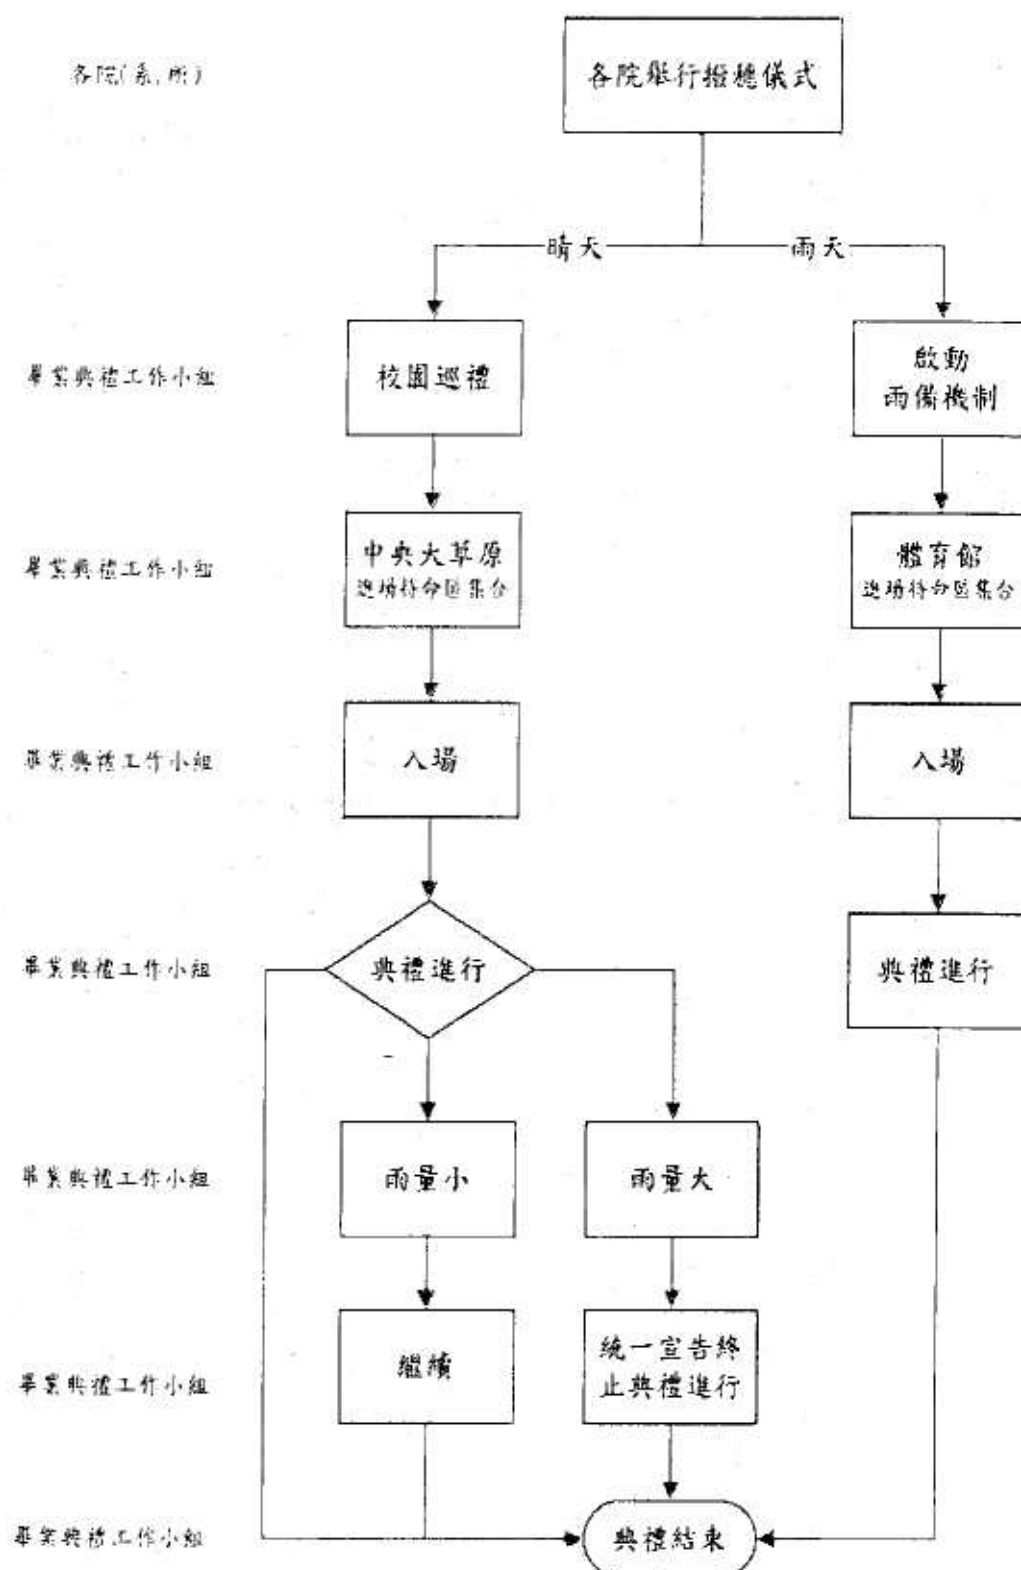 各院(系,所)
各院舉行撥穗儀式
晴天
雨天
畢業典禮工作小組
校園巡禮
啟動
雨備機制
畢業典禮工作小組
中央大草原
進場待命區集合
體育館
進場待命區集合
畢業典禮工作小組
入場
入場
畢業典禮工作小組
典禮進行
典禮進行
畢業典禮工作小組
雨量小
雨量大
畢業典禮工作小組
繼續
統一宣告終
止典禮進行
畢業典禮工作小組
典禮結束